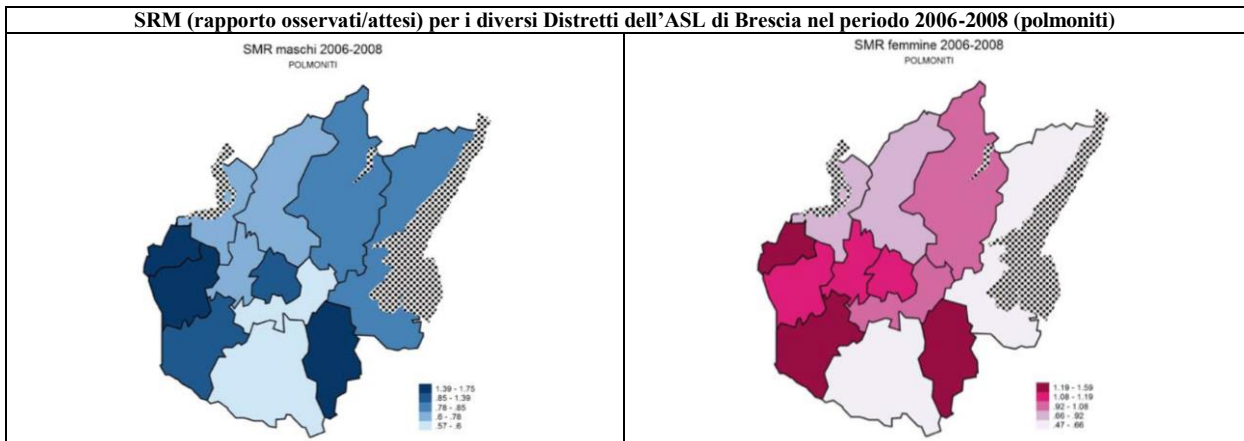 SRM (rapporto osservati/attesi) per i diversi Distretti dell'ASL di Brescia nel periodo 2006-2008 (polmoniti)
SMR maschi 2006-2008
POLMONITI
1.39 - 1.75
.85 - 1.39
.78 - .85
.6 - .78
.57 - .6
SMR femmine 2006-2008
POLMONITI
1.19 - 1.59
1.08 - 1.19
.92 - 1.08
.66 - .92
.47 - .66